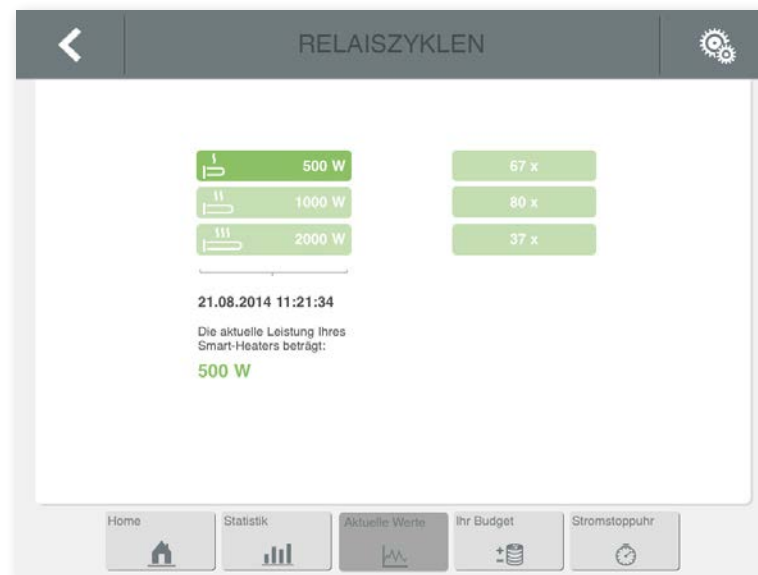 RELAISZYKLEN
500 W 67 x
1000 W 80 x
2000 W 37 x
21.08.2014 11:21:34
Die aktuelle Leistung Ihres
Smart-Heaters beträgt:
500 W
Home Statistik Aktuelle Werte Ihr Budget Stromstoppuhr